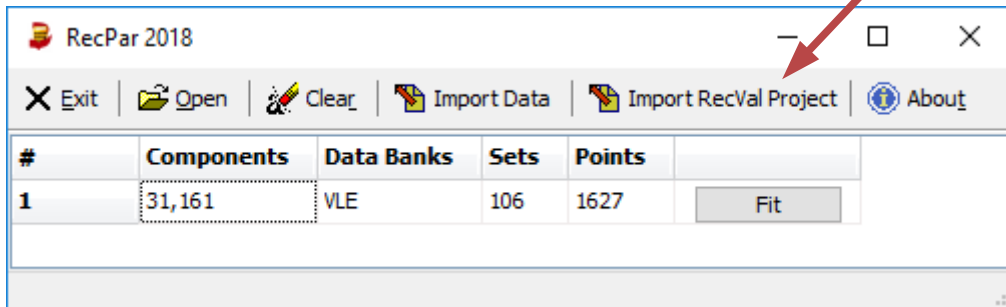 RecPar 2018
Exit Open Clear Import Data Import RecVal Project About
# Components Data Banks Sets Points
1 31,161 VLE 106 1627 Fit